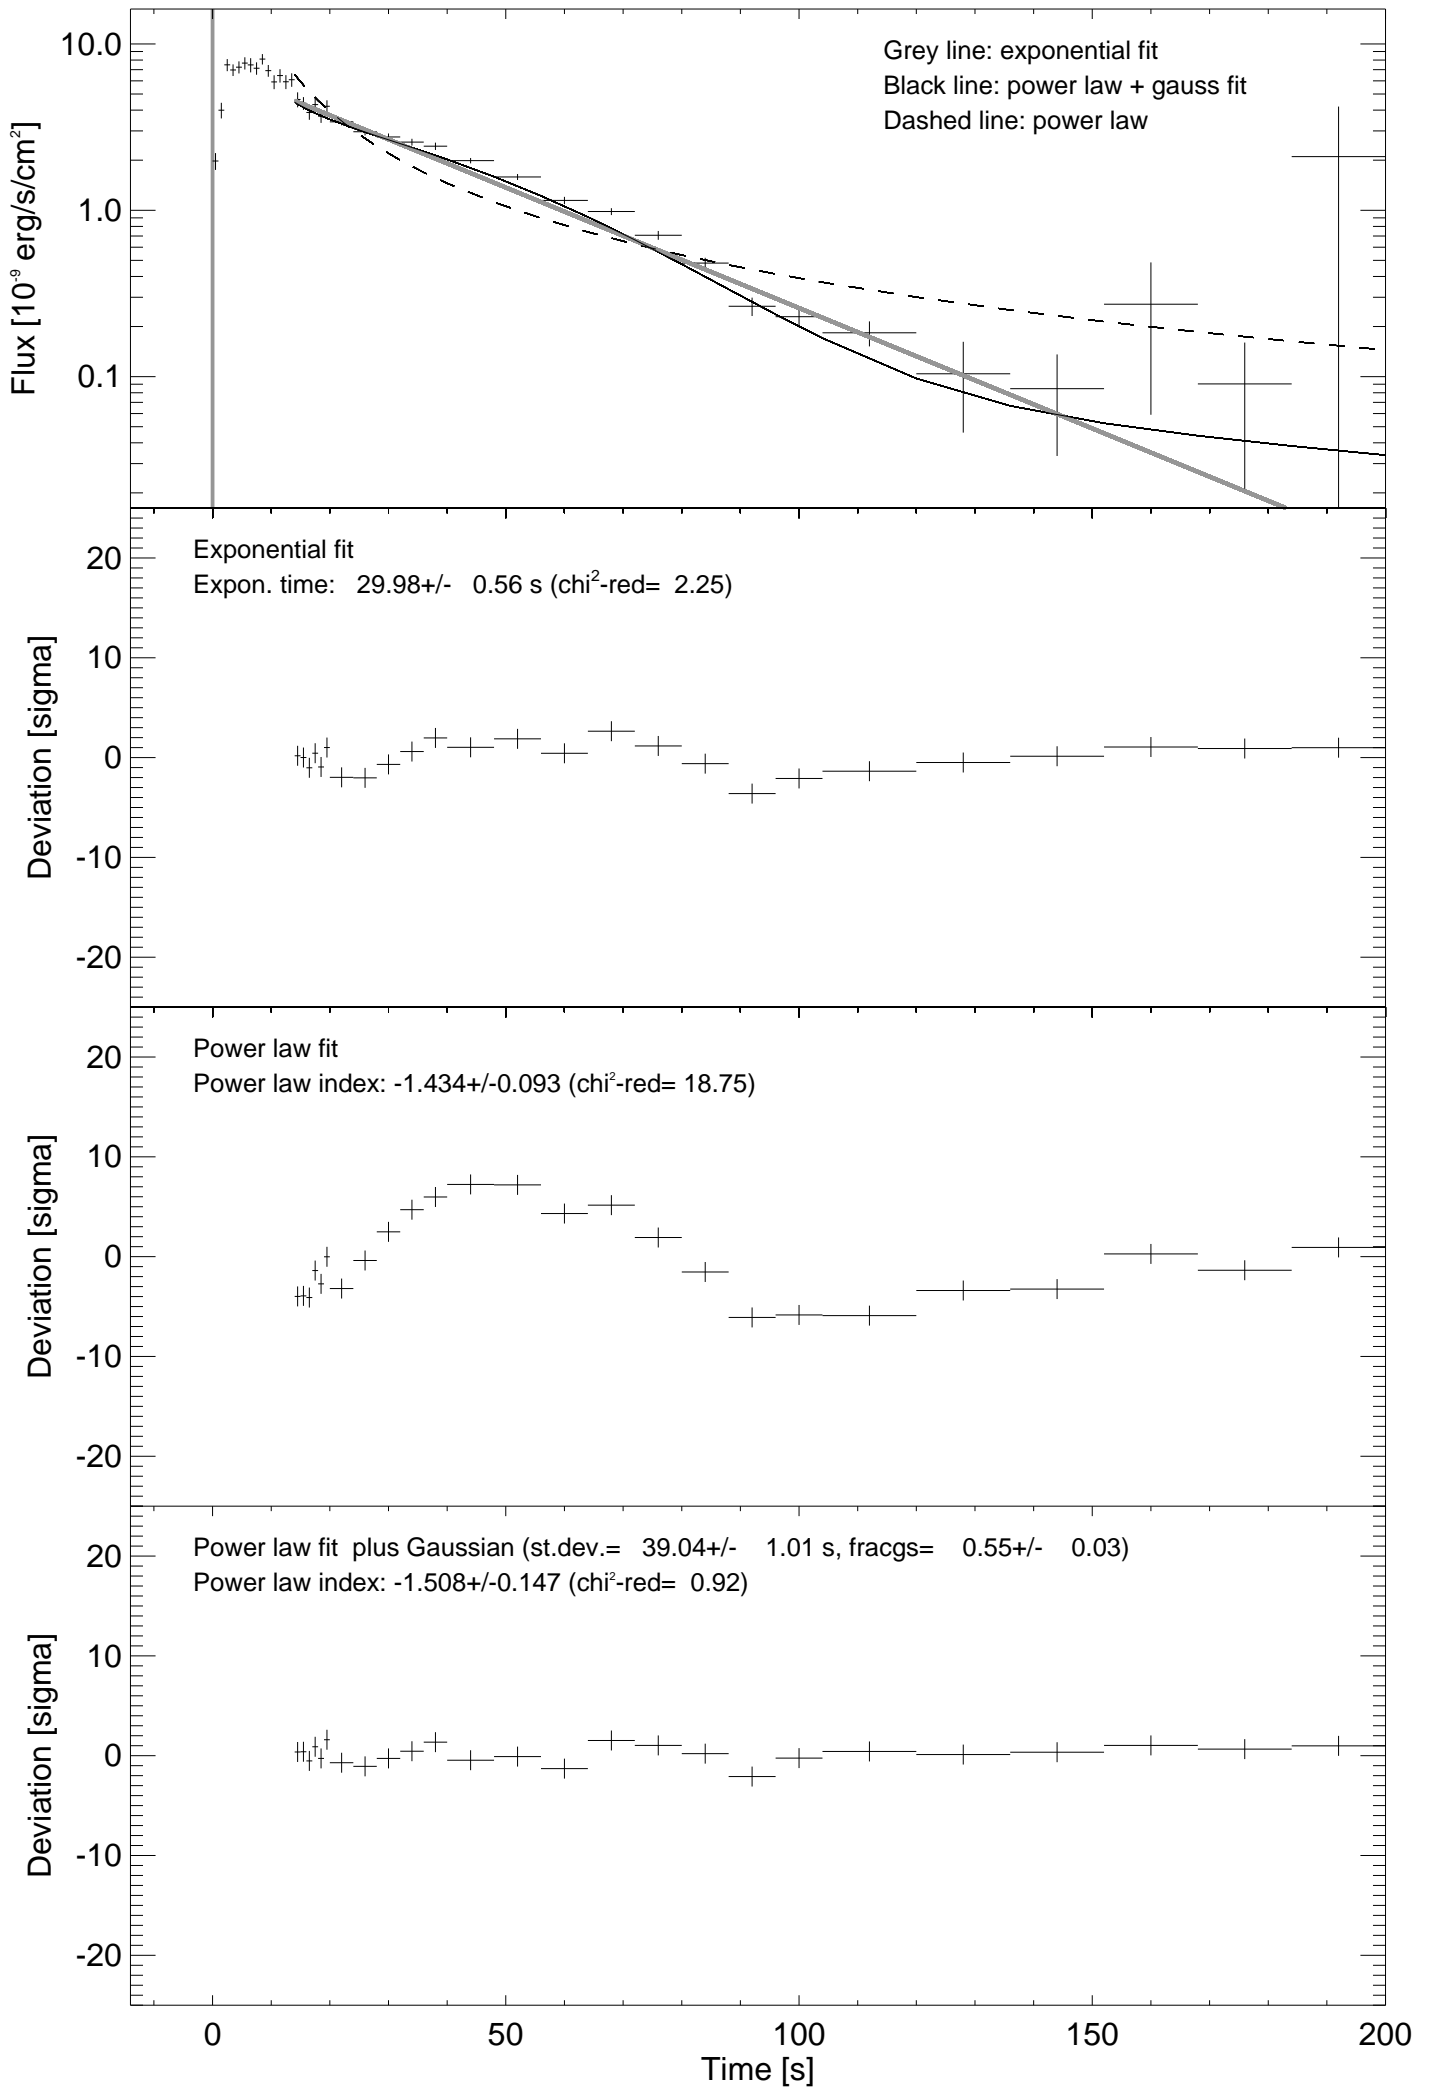 Grey line: exponential fit
Black line: power law + gauss fit
Dashed line: power law
10.0
1.0
0.1
Flux [10⁻⁹ erg/s/cm²]
Exponential fit
Expon. time: 29.98+/- 0.56 s (chi²-red= 2.25)
20
10
0
-10
-20
Deviation [sigma]
Power law fit
Power law index: -1.434+/-0.093 (chi²-red= 18.75)
20
10
0
-10
-20
Deviation [sigma]
Power law fit plus Gaussian (st.dev.= 39.04+/- 1.01 s, fracgs= 0.55+/- 0.03)
Power law index: -1.508+/-0.147 (chi²-red= 0.92)
20
10
0
-10
-20
Deviation [sigma]
0 50 100 150 200
Time [s]